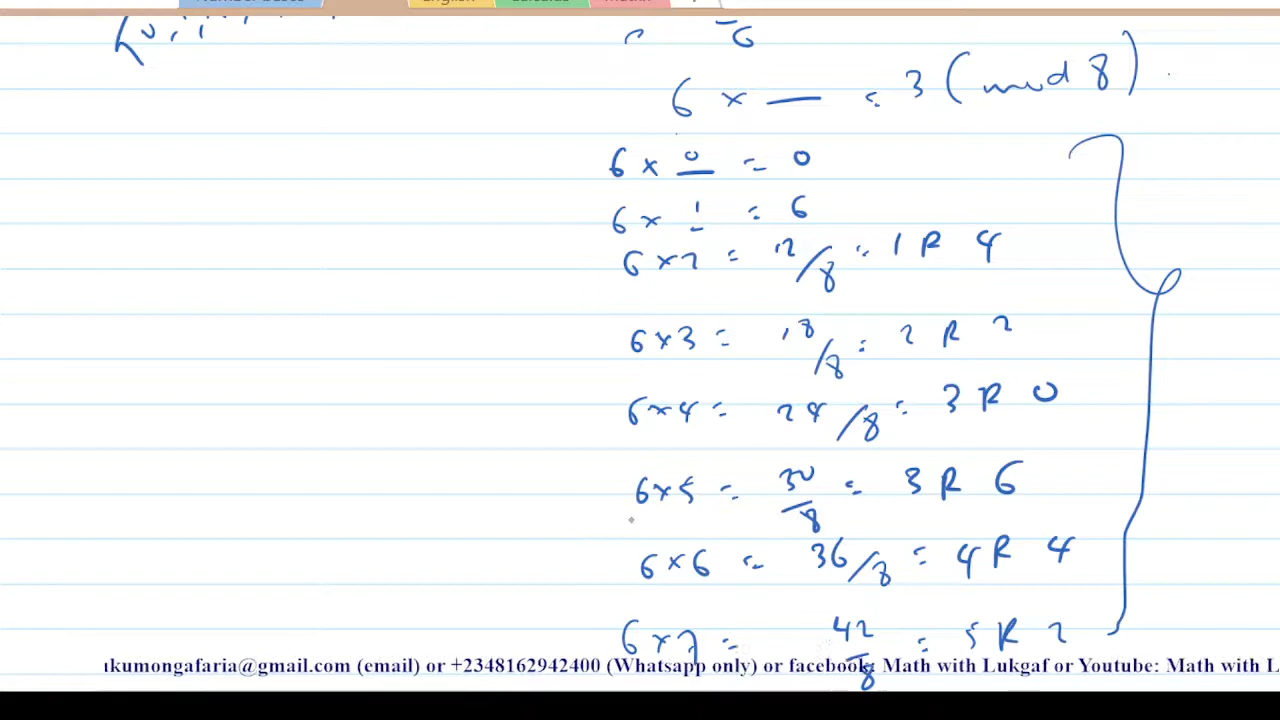 6 × __ = 3 (mod 8)
6 × 0 = 0
6 × 1 = 6
6 × 2 = 12/8 = 1 R 4
6 × 3 = 18/8 = 2 R 2
6 × 4 = 24/8 = 3 R 0
6 × 5 = 30/8 = 3 R 6
6 × 6 = 36/8 = 4 R 4
6 × 7 = 42/8 = 5 R 2
tkumongafaria@gmail.com (email) or +2348162942400 (Whatsapp only) or facebook: Math with Lukgaf or Youtube: Math with L